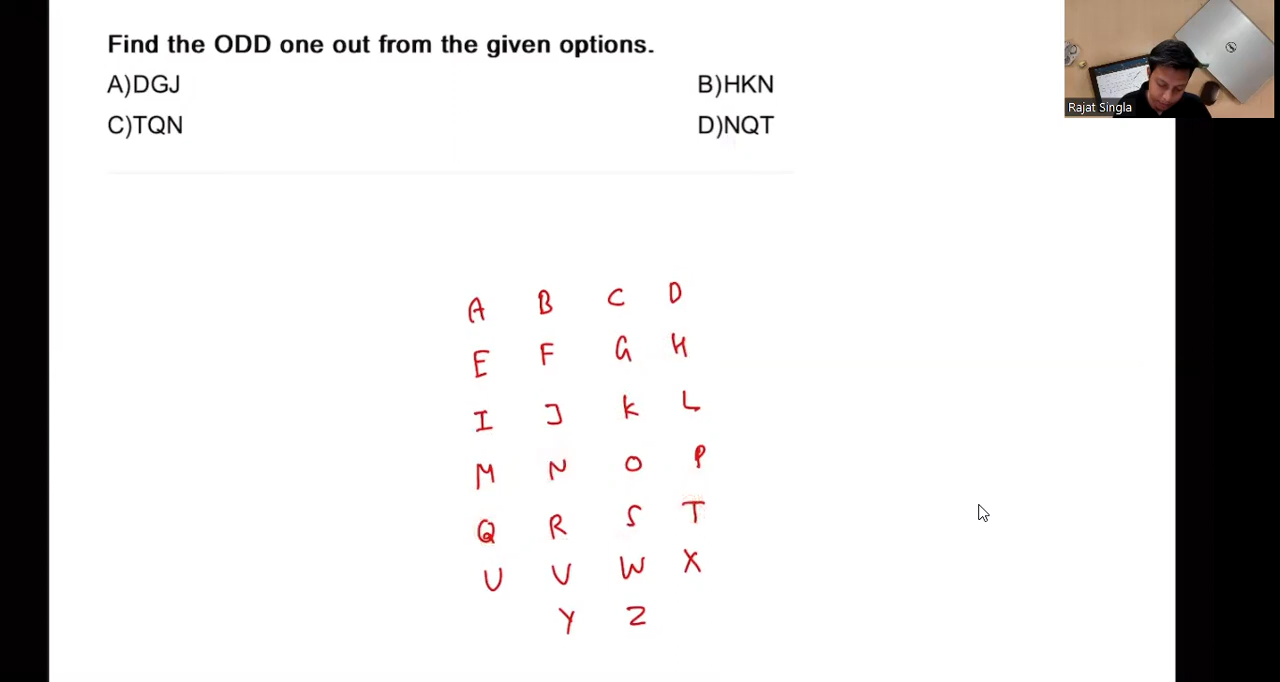 Find the ODD one out from the given options.
A)DGJ B)HKN
C)TQN D)NQT
Rajat Singla
A B C D
E F G H
I J K L
M N O P
Q R S T
U V W X
Y Z